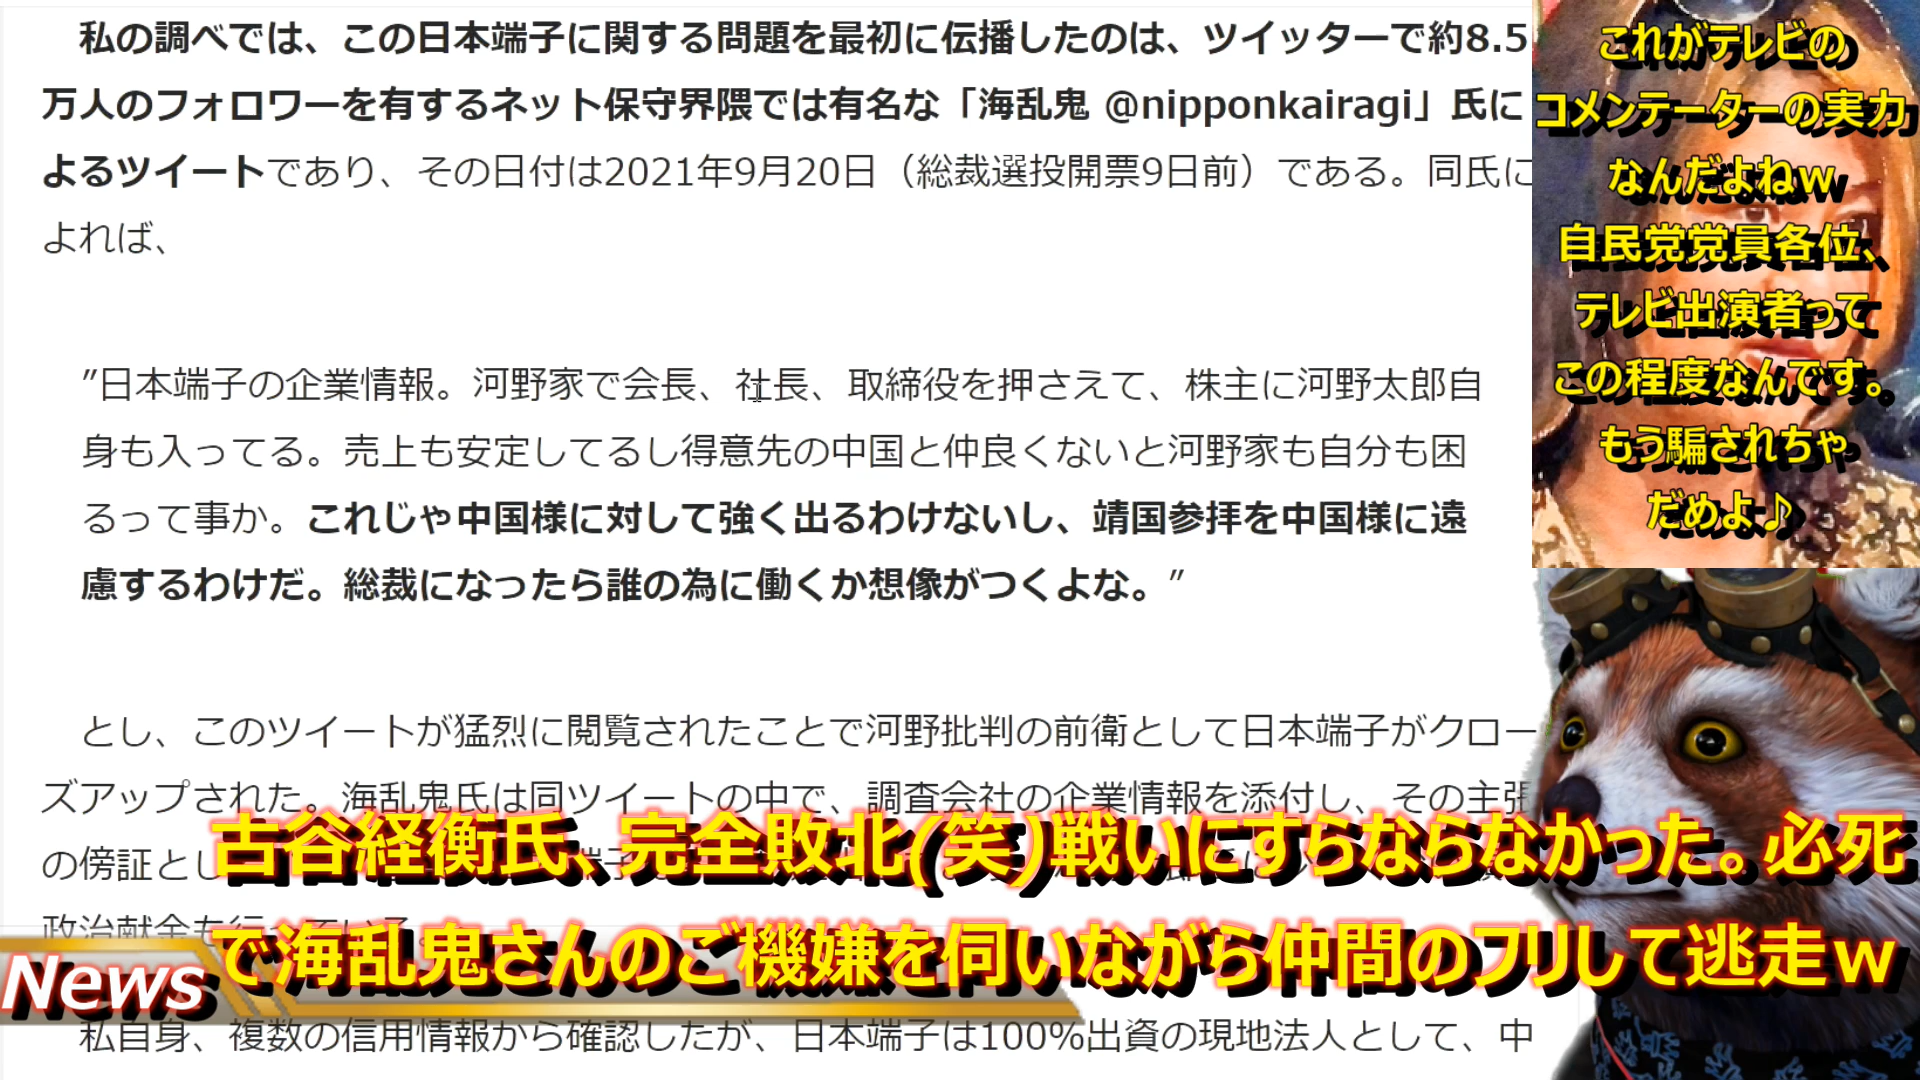 私の調べでは、この日本端子に関する問題を最初に伝播したのは、ツイッターで約8.5
万人のフォロワーを有するネット保守界隈では有名な「海乱鬼 @nipponkairagi」氏に
よるツイートであり、その日付は2021年9月20日（総裁選投開票9日前）である。同氏に
よれば、
”日本端子の企業情報。河野家で会長、社長、取締役を押さえて、株主に河野太郎自
身も入ってる。売上も安定してるし得意先の中国と仲良くないと河野家も自分も困
るって事か。これじゃ中国様に対して強く出るわけないし、靖国参拝を中国様に遠
慮するわけだ。総裁になったら誰の為に働くか想像がつくよな。”
とし、このツイートが猛烈に閲覧されたことで河野批判の前衛として日本端子がクロー
ズアップされた。海乱鬼氏は同ツイートの中で、調査会社の企業情報を添付し、その主張
の傍証とし
政治献金も行っている。
私自身、複数の信用情報から確認したが、日本端子は100%出資の現地法人として、中
これがテレビの
コメンテーターの実力
なんだよねｗ
自民党党員各位、
テレビ出演者って
この程度なんです。
もう騙されちゃ
だめよ♪
古谷経衡氏、完全敗北(笑)戦いにすらならなかった。必死
で海乱鬼さんのご機嫌を伺いながら仲間のフリして逃走ｗ
News